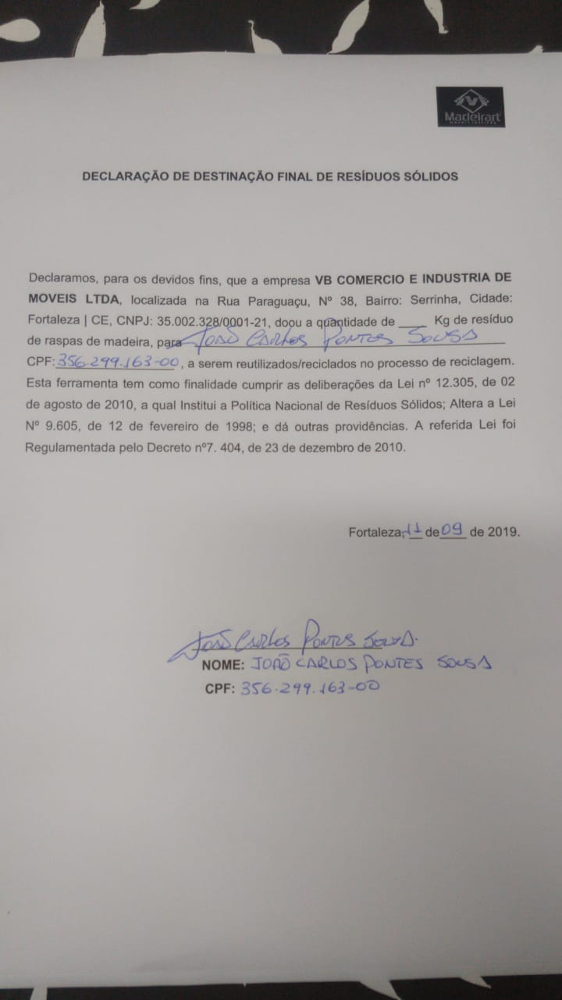 Madeirart
DECLARAÇÃO DE DESTINAÇÃO FINAL DE RESÍDUOS SÓLIDOS
Declaramos, para os devidos fins, que a empresa VB COMERCIO E INDUSTRIA DE
MOVEIS LTDA, localizada na Rua Paraguaçu, Nº 38, Bairro: Serrinha, Cidade:
Fortaleza | CE, CNPJ: 35.002.328/0001-21, doou a quantidade de ____ Kg de resíduo
de raspas de madeira, para João Carlos Pontes Sousa
CPF: 356.299.163-00, a serem reutilizados/reciclados no processo de reciclagem.
Esta ferramenta tem como finalidade cumprir as deliberações da Lei nº 12.305, de 02
de agosto de 2010, a qual Institui a Política Nacional de Resíduos Sólidos; Altera a Lei
Nº 9.605, de 12 de fevereiro de 1998; e dá outras providências. A referida Lei foi
Regulamentada pelo Decreto nº7. 404, de 23 de dezembro de 2010.
Fortaleza, 11 de 09 de 2019.
João Carlos Pontes Sousa.
NOME: JOÃO CARLOS PONTES SOUSA
CPF: 356.299.163-00